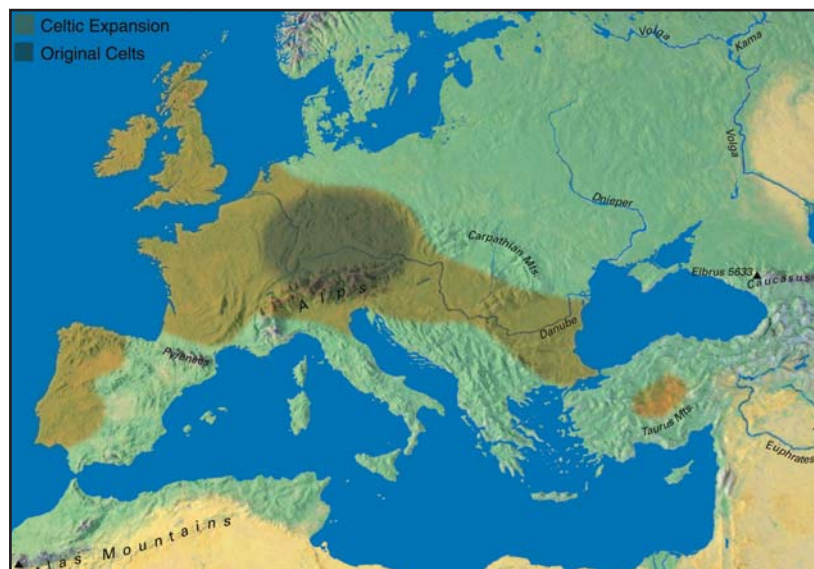 Celtic Expansion
Original Celts
Volga
Kama
Volga
Dnieper
Carpathian Mts.
Elbrus 5633
Caucasus
Alps
Danube
Pyrenees
Taurus Mts.
Euphrates
las Mountains